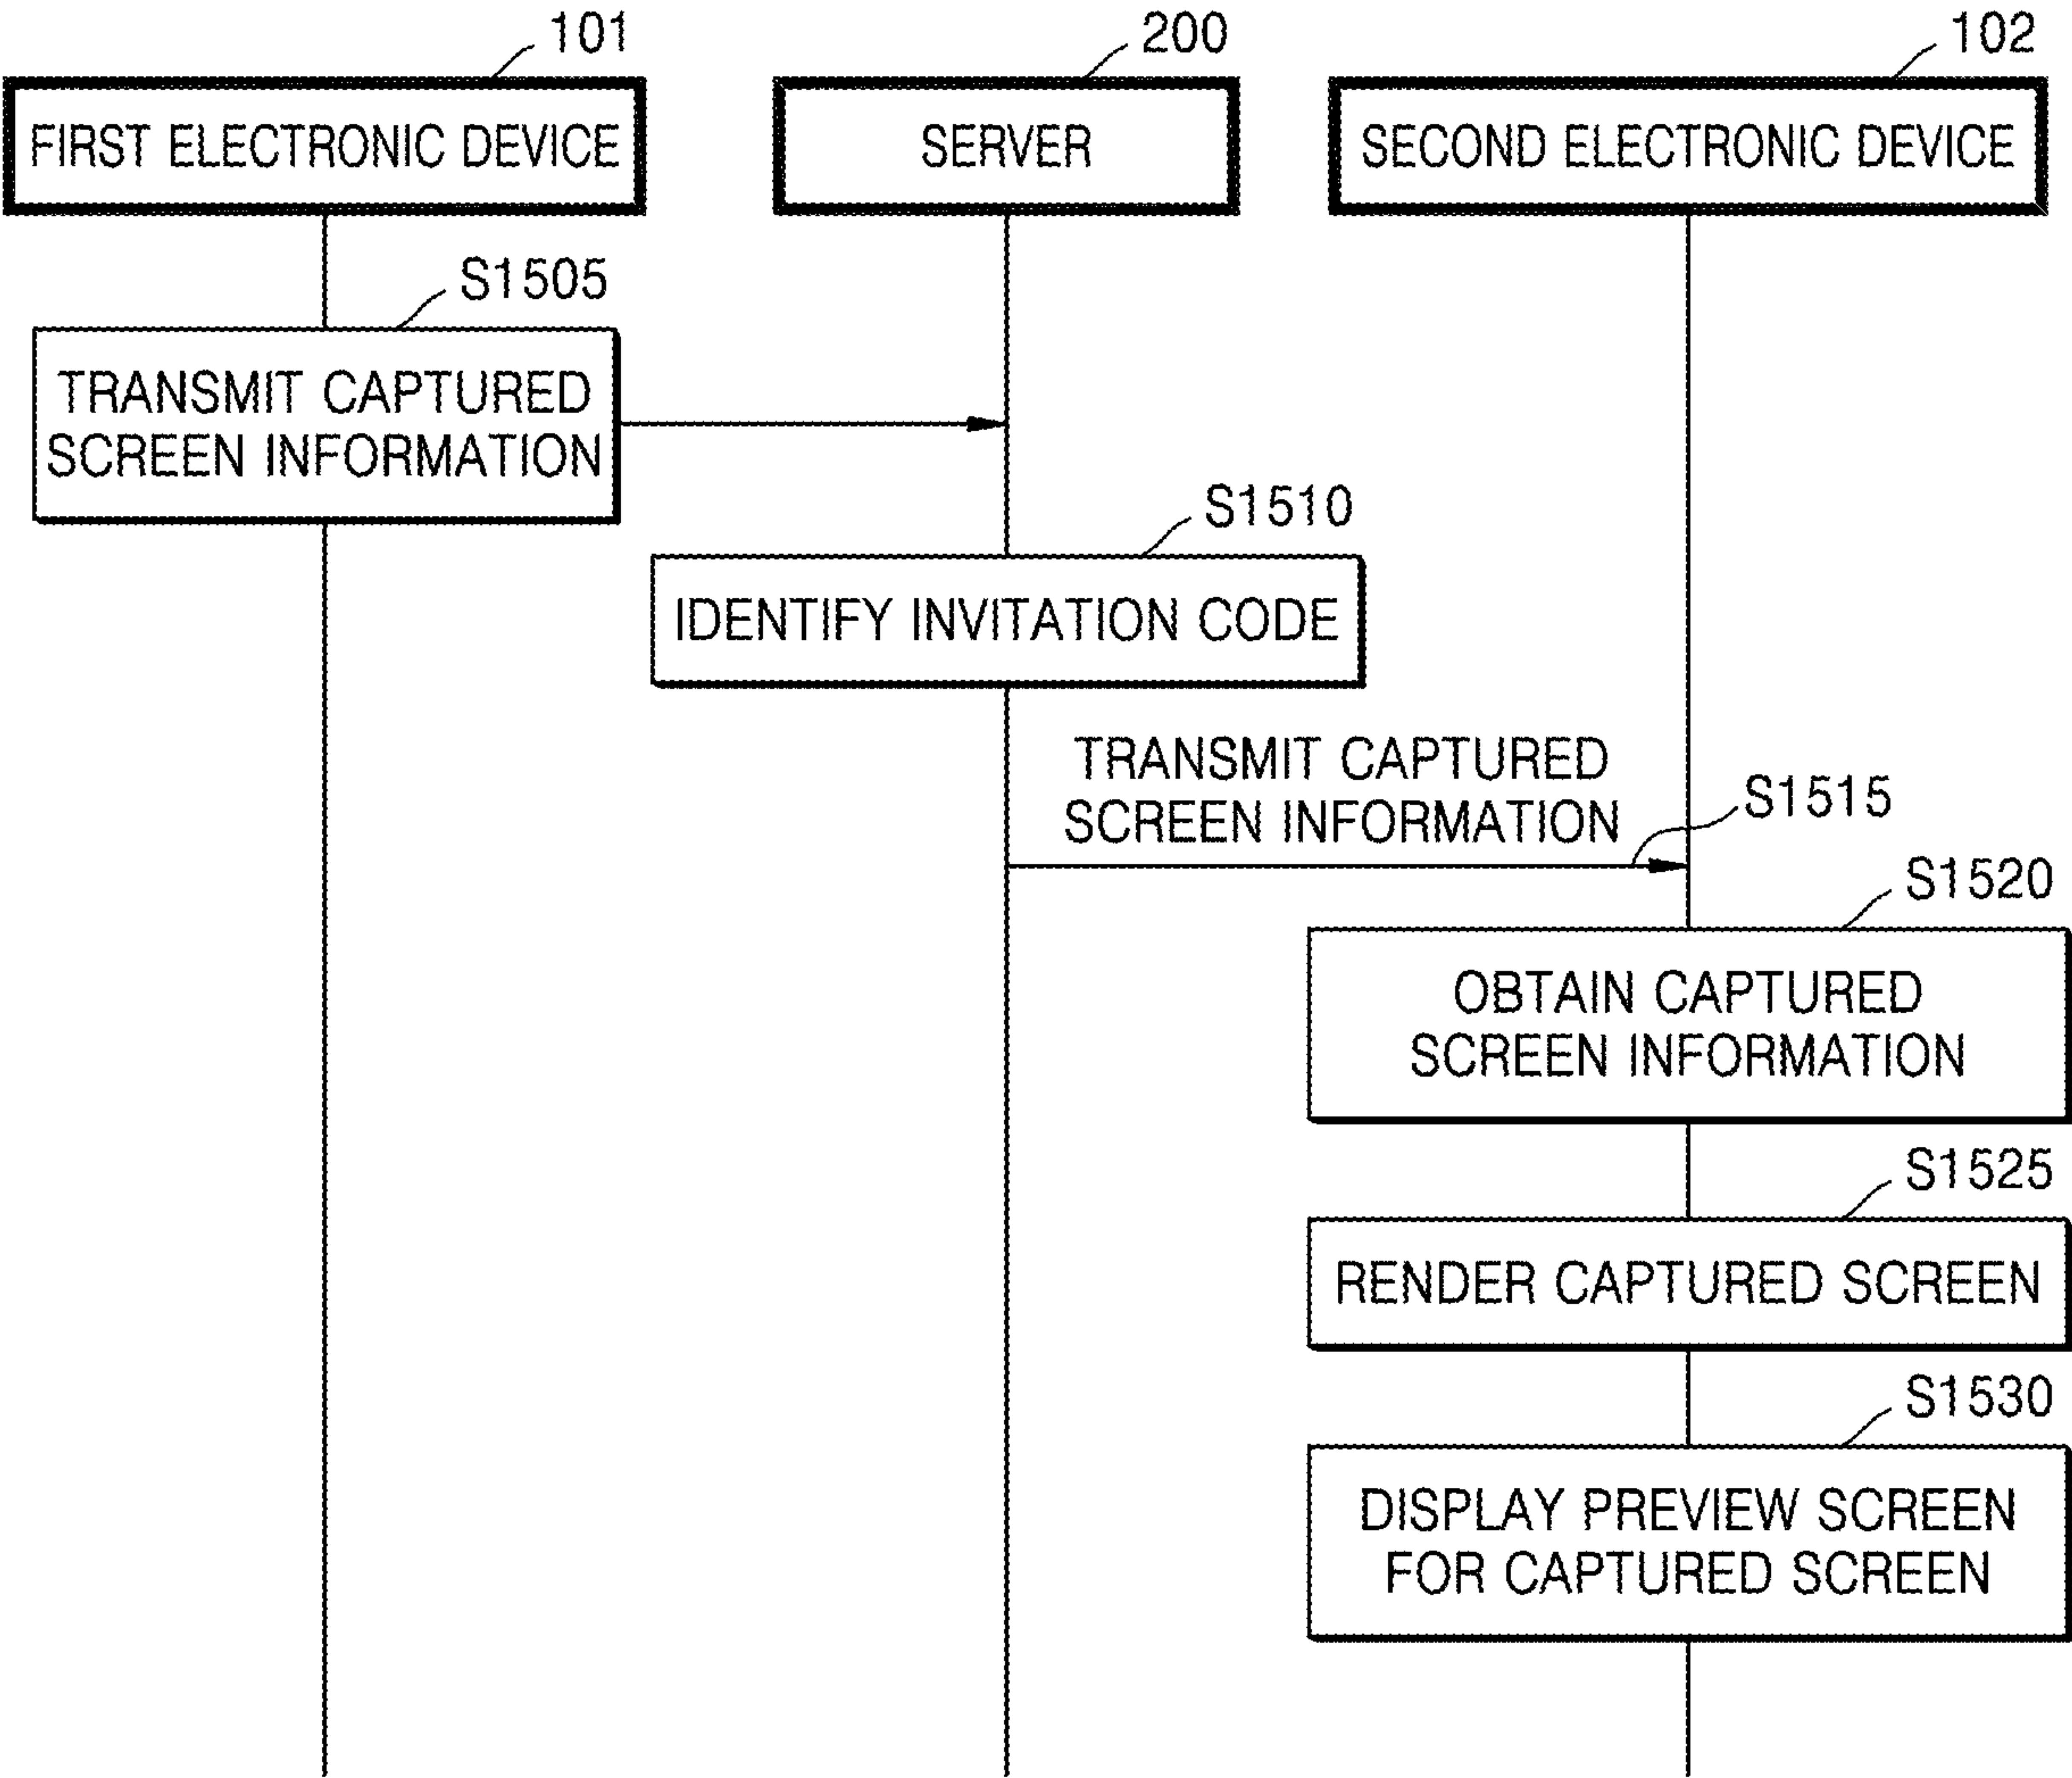 101
200
102
FIRST ELECTRONIC DEVICE
SERVER
SECOND ELECTRONIC DEVICE
S1505
TRANSMIT CAPTURED
SCREEN INFORMATION
S1510
IDENTIFY INVITATION CODE
TRANSMIT CAPTURED
SCREEN INFORMATION
S1515
S1520
OBTAIN CAPTURED
SCREEN INFORMATION
S1525
RENDER CAPTURED SCREEN
S1530
DISPLAY PREVIEW SCREEN
FOR CAPTURED SCREEN